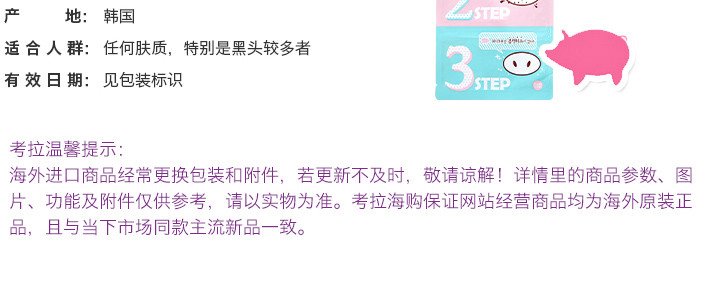 产 地： 韩国
适合人群： 任何肤质，特别是黑头较多者
有效日期： 见包装标识
2
STEP
3
STEP
考拉温馨提示：
海外进口商品经常更换包装和附件，若更新不及时，敬请谅解！详情里的商品参数、图
片、功能及附件仅供参考，请以实物为准。考拉海购保证网站经营商品均为海外原装正
品，且与当下市场同款主流新品一致。